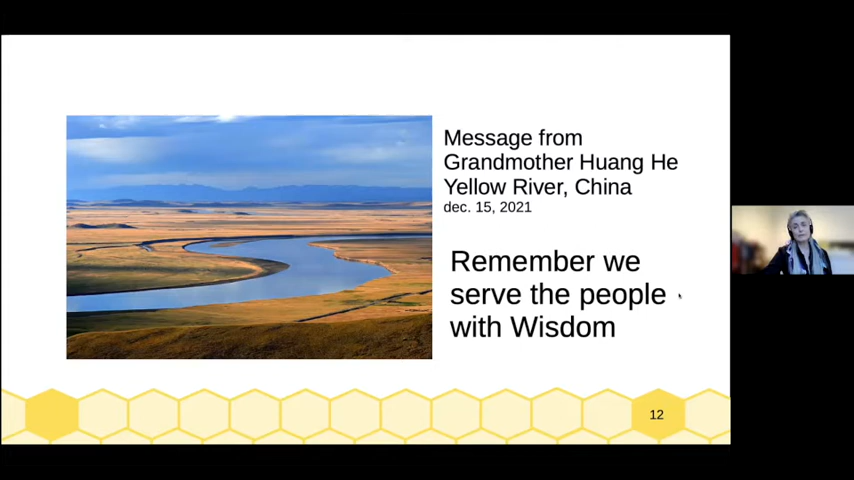 Message from
Grandmother Huang He
Yellow River, China
dec. 15, 2021
Remember we
serve the people
with Wisdom
12